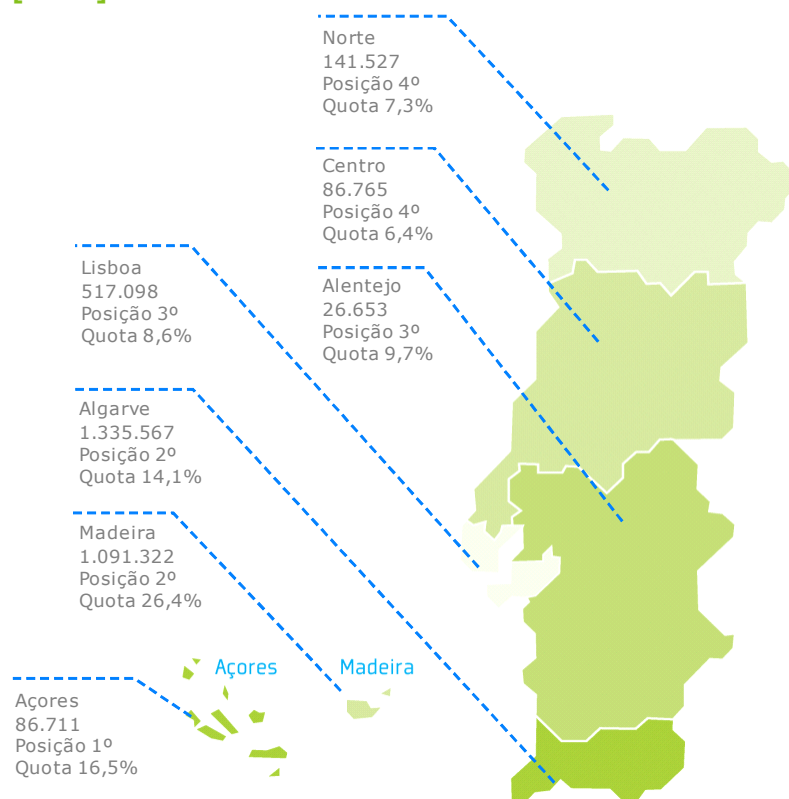 Norte
141.527
Posição 4º
Quota 7,3%
Centro
86.765
Posição 4º
Quota 6,4%
Lisboa
517.098
Posição 3º
Quota 8,6%
Alentejo
26.653
Posição 3º
Quota 9,7%
Algarve
1.335.567
Posição 2º
Quota 14,1%
Madeira
1.091.322
Posição 2º
Quota 26,4%
Açores
Madeira
Açores
86.711
Posição 1º
Quota 16,5%